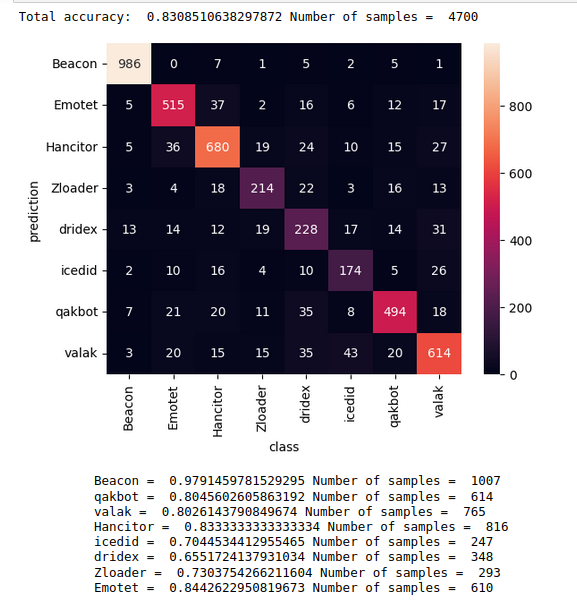 Total accuracy:  0.8308510638297872 Number of samples =  4700
Beacon 986 0 7 1 5 2 5 1
Emotet 5 515 37 2 16 6 12 17
800
Hancitor 5 36 680 19 24 10 15 27
600
Zloader 3 4 18 214 22 3 16 13
prediction
dridex 13 14 12 19 228 17 14 31
400
icedid 2 10 16 4 10 174 5 26
200
qakbot 7 21 20 11 35 8 494 18
valak 3 20 15 15 35 43 20 614
0
Beacon Emotet Hancitor Zloader dridex icedid qakbot valak
class
Beacon =  0.9791459781529295 Number of samples =  1007
qakbot =  0.8045602605863192 Number of samples =  614
valak =  0.8026143790849674 Number of samples =  765
Hancitor =  0.8333333333333334 Number of samples =  816
icedid =  0.7044534412955465 Number of samples =  247
dridex =  0.6551724137931034 Number of samples =  348
Zloader =  0.7303754266211604 Number of samples =  293
Emotet =  0.8442622950819673 Number of samples =  610